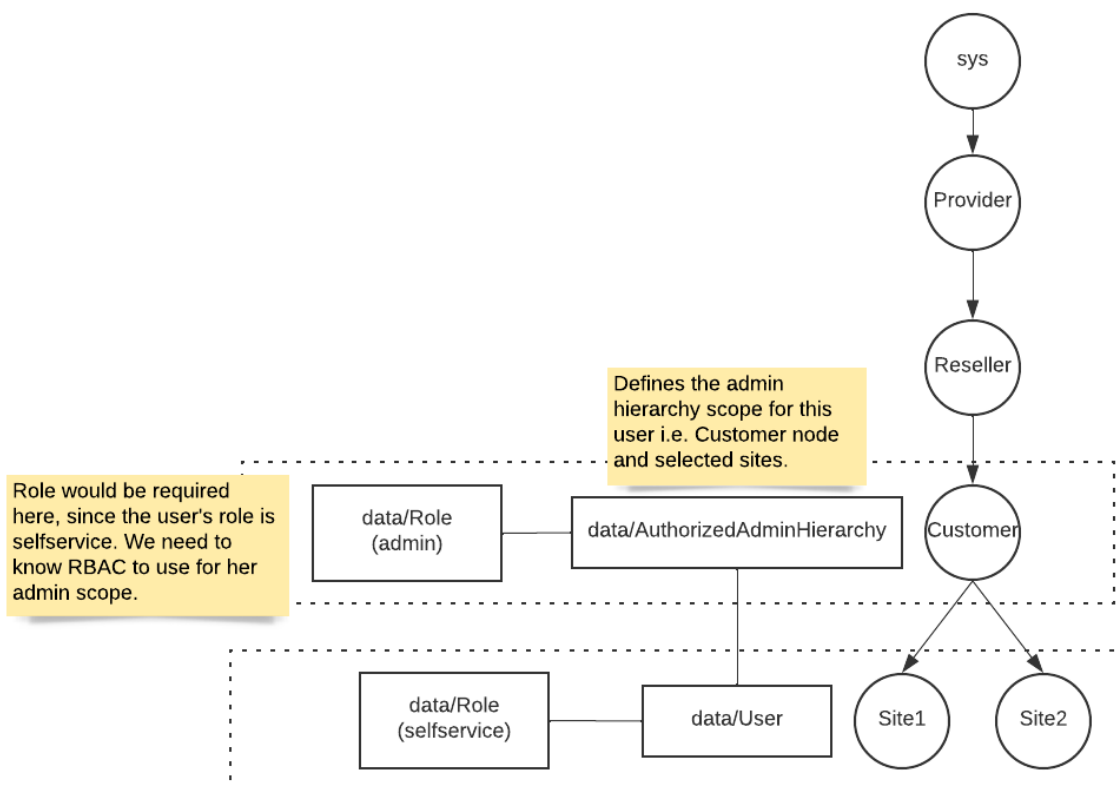 sys
Provider
Reseller
Defines the admin
hierarchy scope for this
user i.e. Customer node
and selected sites.
Role would be required
here, since the user's role is
selfservice. We need to
know RBAC to use for her
admin scope.
data/Role
(admin)
data/AuthorizedAdminHierarchy
Customer
data/Role
(selfservice)
data/User
Site1
Site2